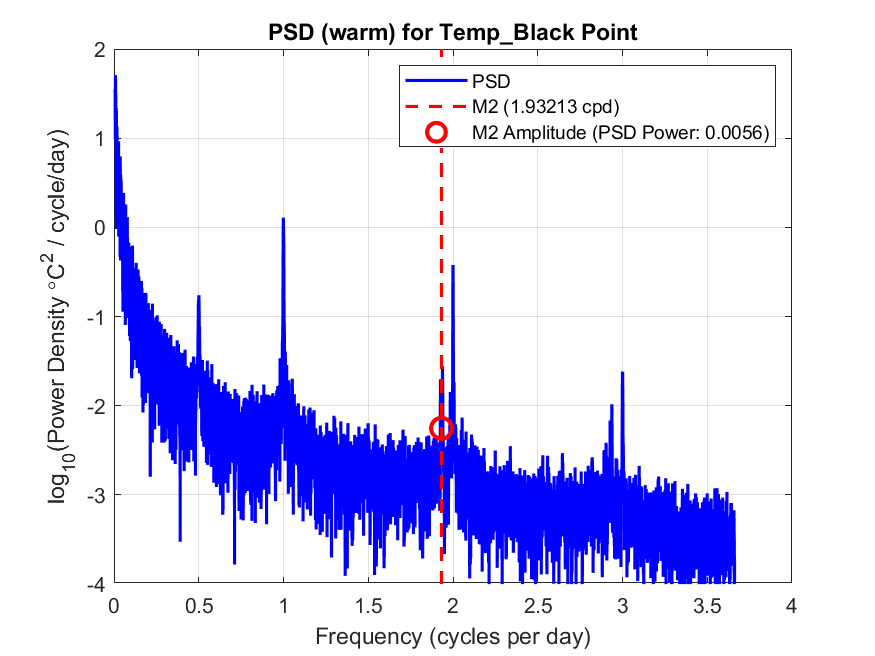 PSD (warm) for Temp_Black Point
PSD
M2 (1.93213 cpd)
M2 Amplitude (PSD Power: 0.0056)
log10(Power Density °C2 / cycle/day)
2
1
0
-1
-2
-3
-4
0 0.5 1 1.5 2 2.5 3 3.5 4
Frequency (cycles per day)